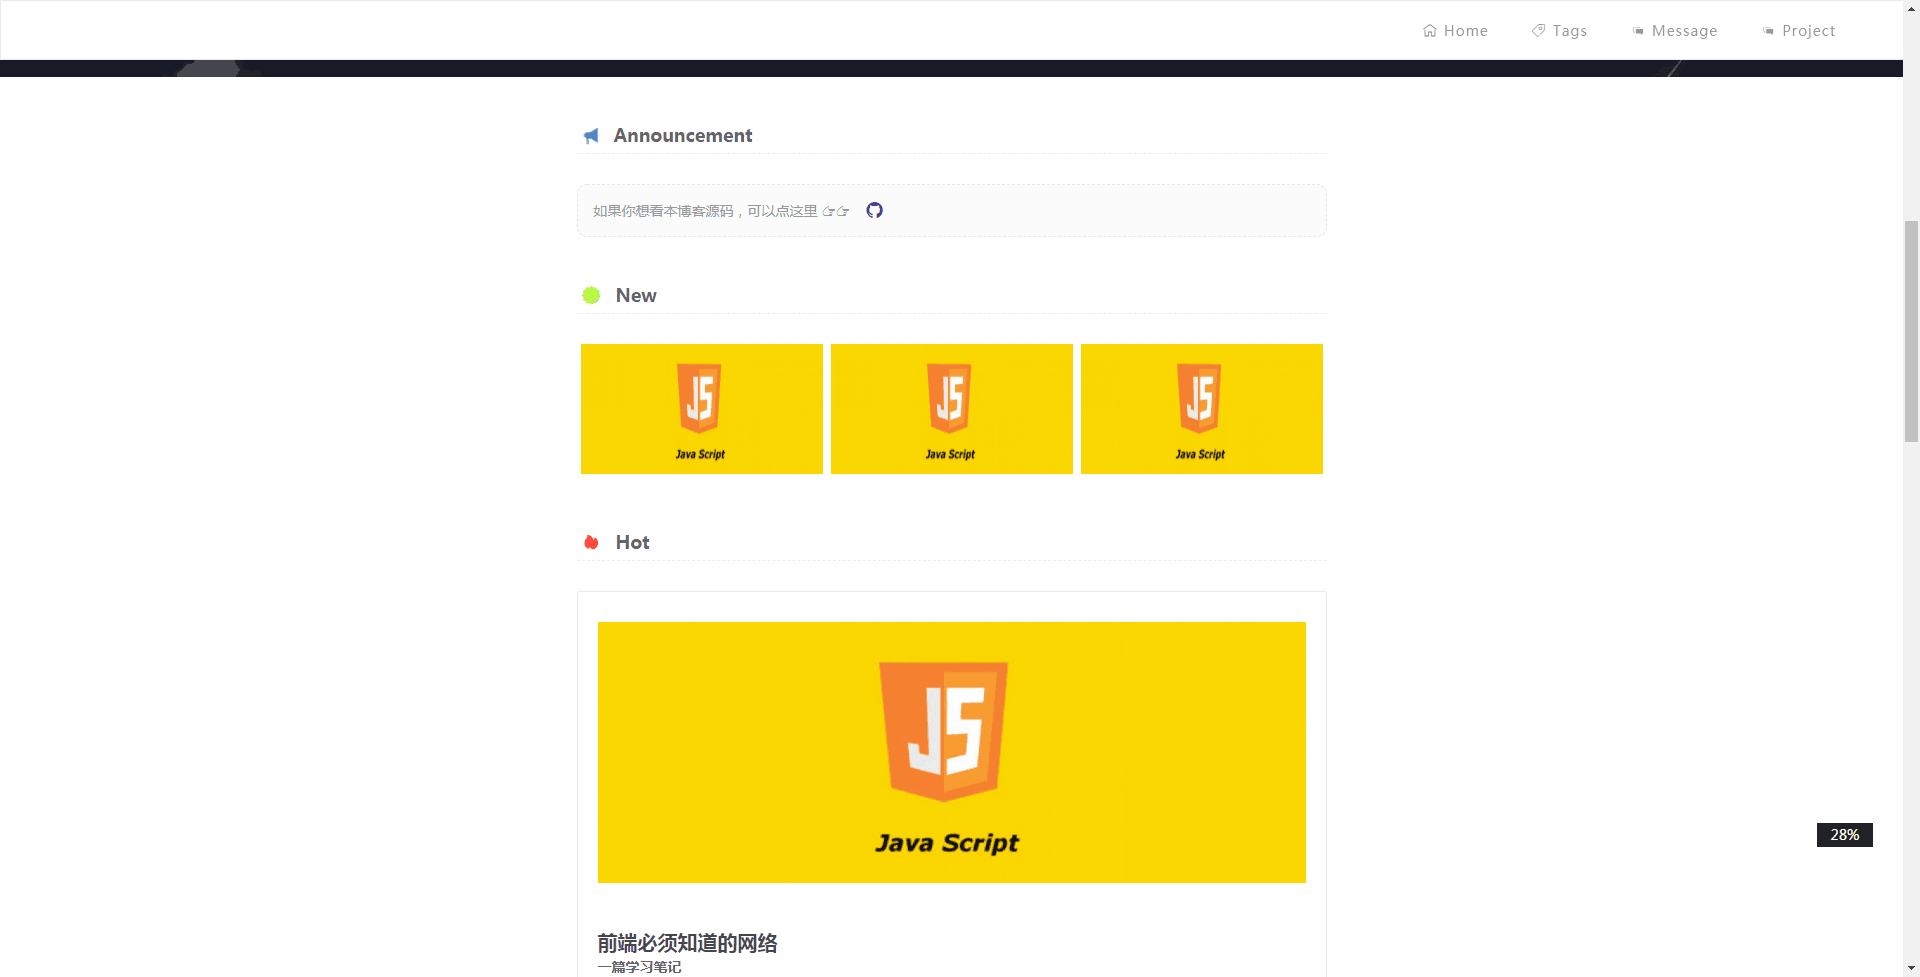 Home Tags Message Project
Announcement
如果你想看本博客源码，可以点这里 👉👉
New
JS JS JS
Java Script Java Script Java Script
Hot
JS
Java Script
28%
前端必须知道的网络
一篇学习笔记